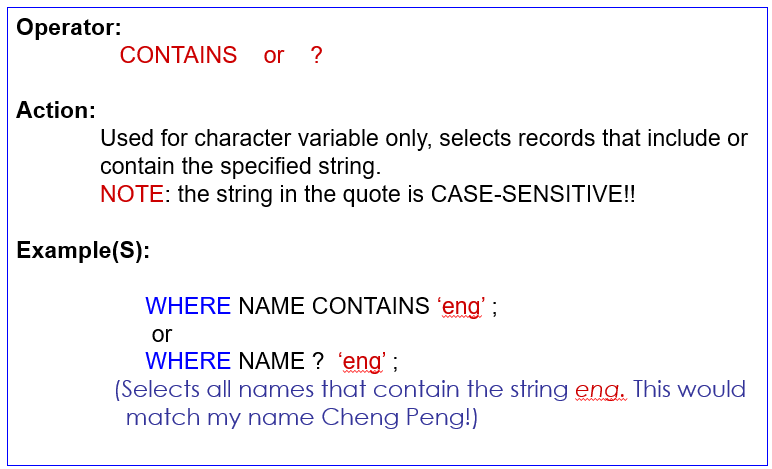 Operator:
CONTAINS or ?
Action:
Used for character variable only, selects records that include or
contain the specified string.
NOTE: the string in the quote is CASE-SENSITIVE!!
Example(S):
WHERE NAME CONTAINS ‘eng’ ;
or
WHERE NAME ? ‘eng’ ;
(Selects all names that contain the string eng. This would
match my name Cheng Peng!)